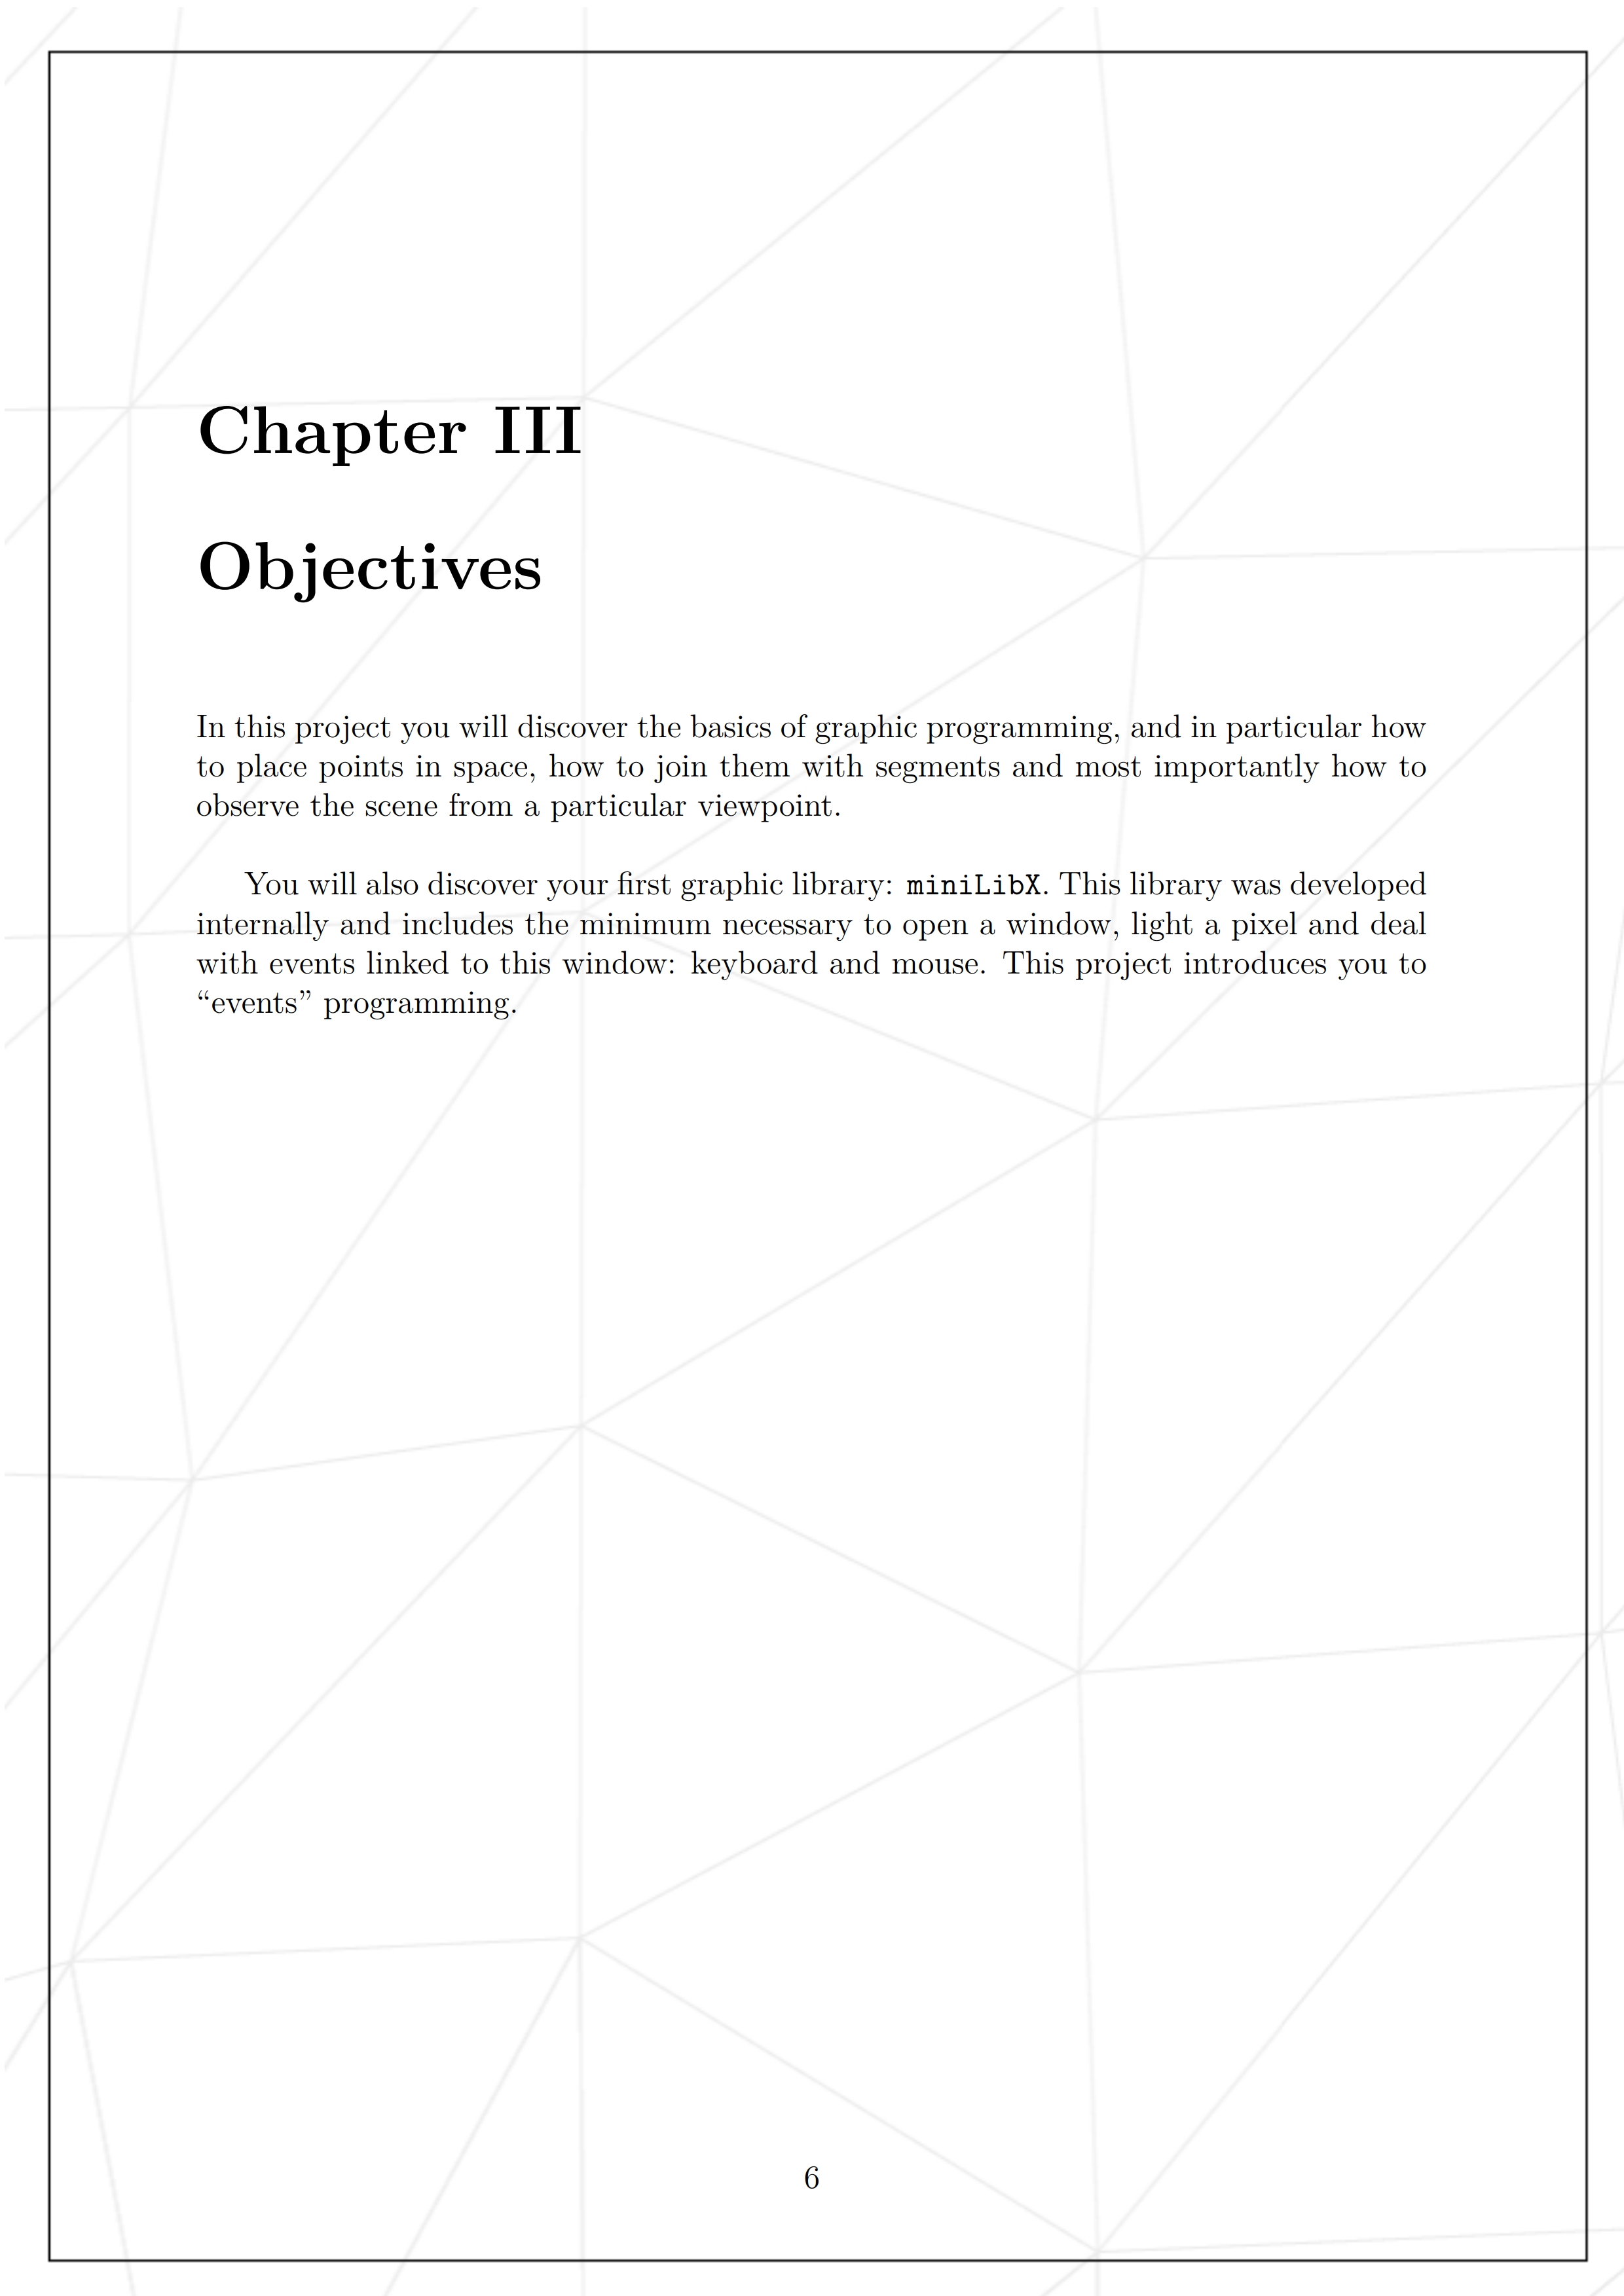 Chapter III
Objectives
In this project you will discover the basics of graphic programming, and in particular how
to place points in space, how to join them with segments and most importantly how to
observe the scene from a particular viewpoint.
You will also discover your first graphic library: miniLibX. This library was developed
internally and includes the minimum necessary to open a window, light a pixel and deal
with events linked to this window: keyboard and mouse. This project introduces you to
“events” programming.
6